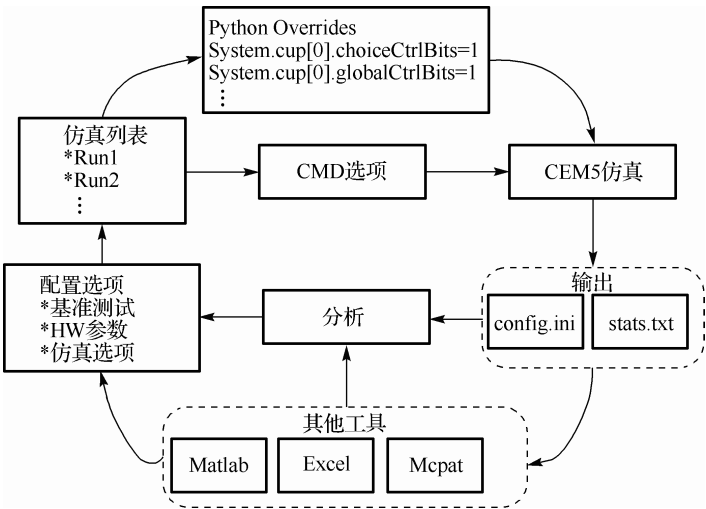 Python Overrides
System.cup[0].choiceCtrlBits=1
System.cup[0].globalCtrlBits=1
⋮
仿真列表
*Run1
*Run2
⋮
CMD选项
CEM5仿真
配置选项
*基准测试
*HW参数
*仿真选项
分析
输出
config.ini
stats.txt
其他工具
Matlab
Excel
Mcpat